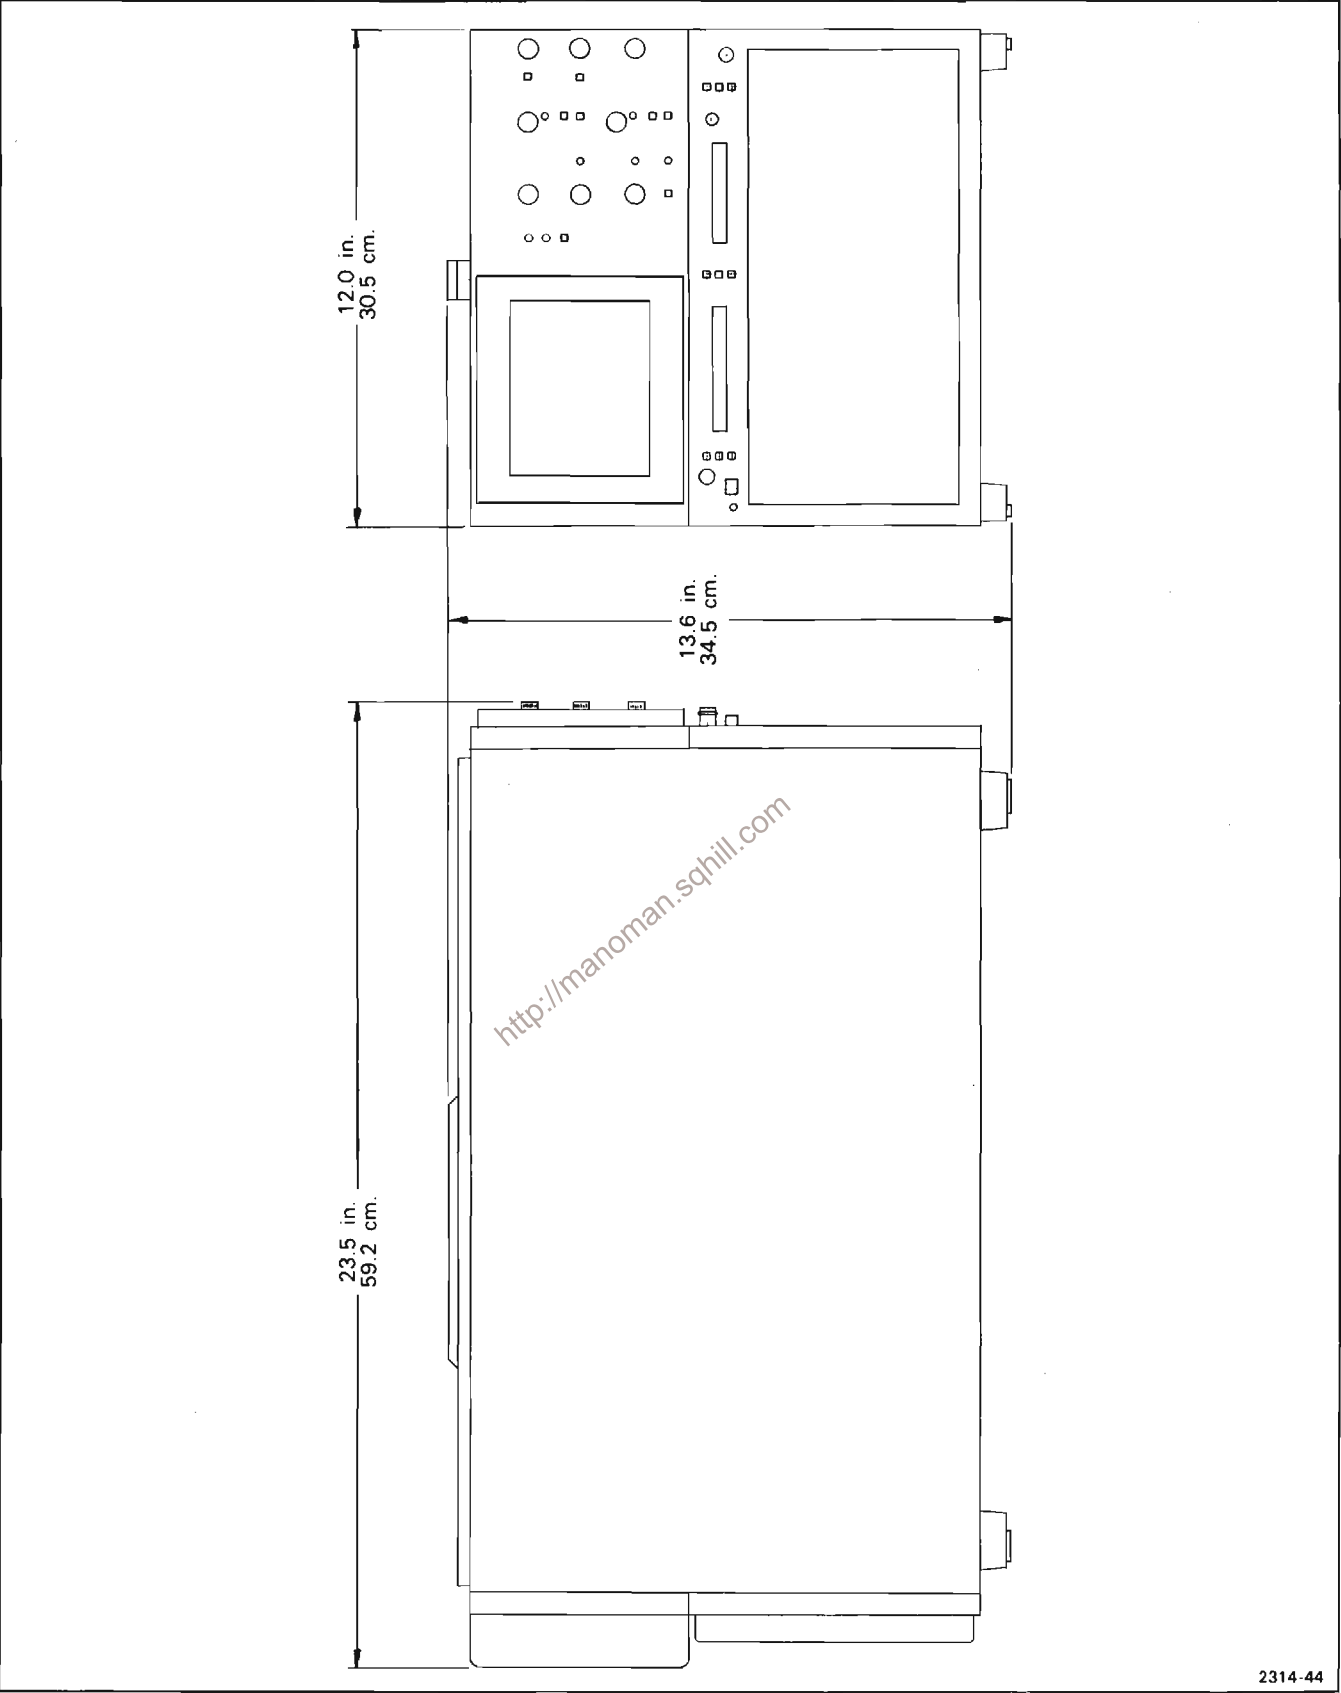 12.0 in.
30.5 cm.
13.6 in.
34.5 cm.
http://manoman.sqhill.com
23.5 in.
59.2 cm.
2314-44